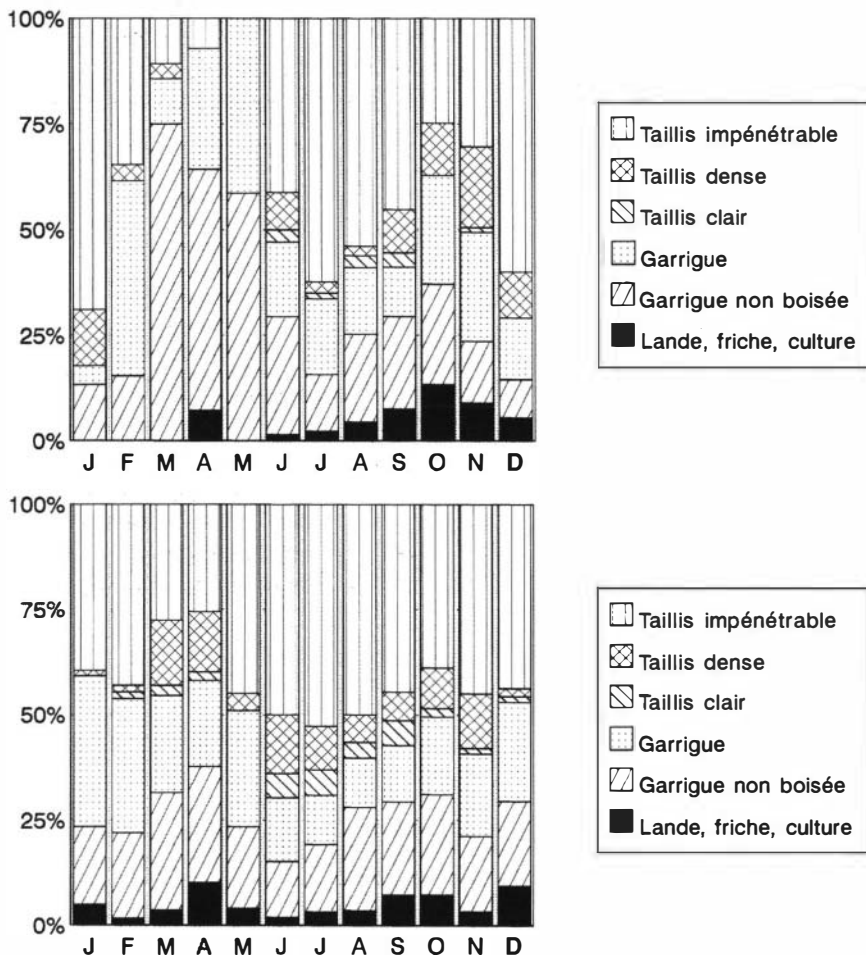 100%
75%
50%
25%
0%
J F M A M J J A S O N D
Taillis impénétrable
Taillis dense
Taillis clair
Garrigue
Garrigue non boisée
Lande, friche, culture
100%
75%
50%
25%
0%
J F M A M J J A S O N D
Taillis impénétrable
Taillis dense
Taillis clair
Garrigue
Garrigue non boisée
Lande, friche, culture